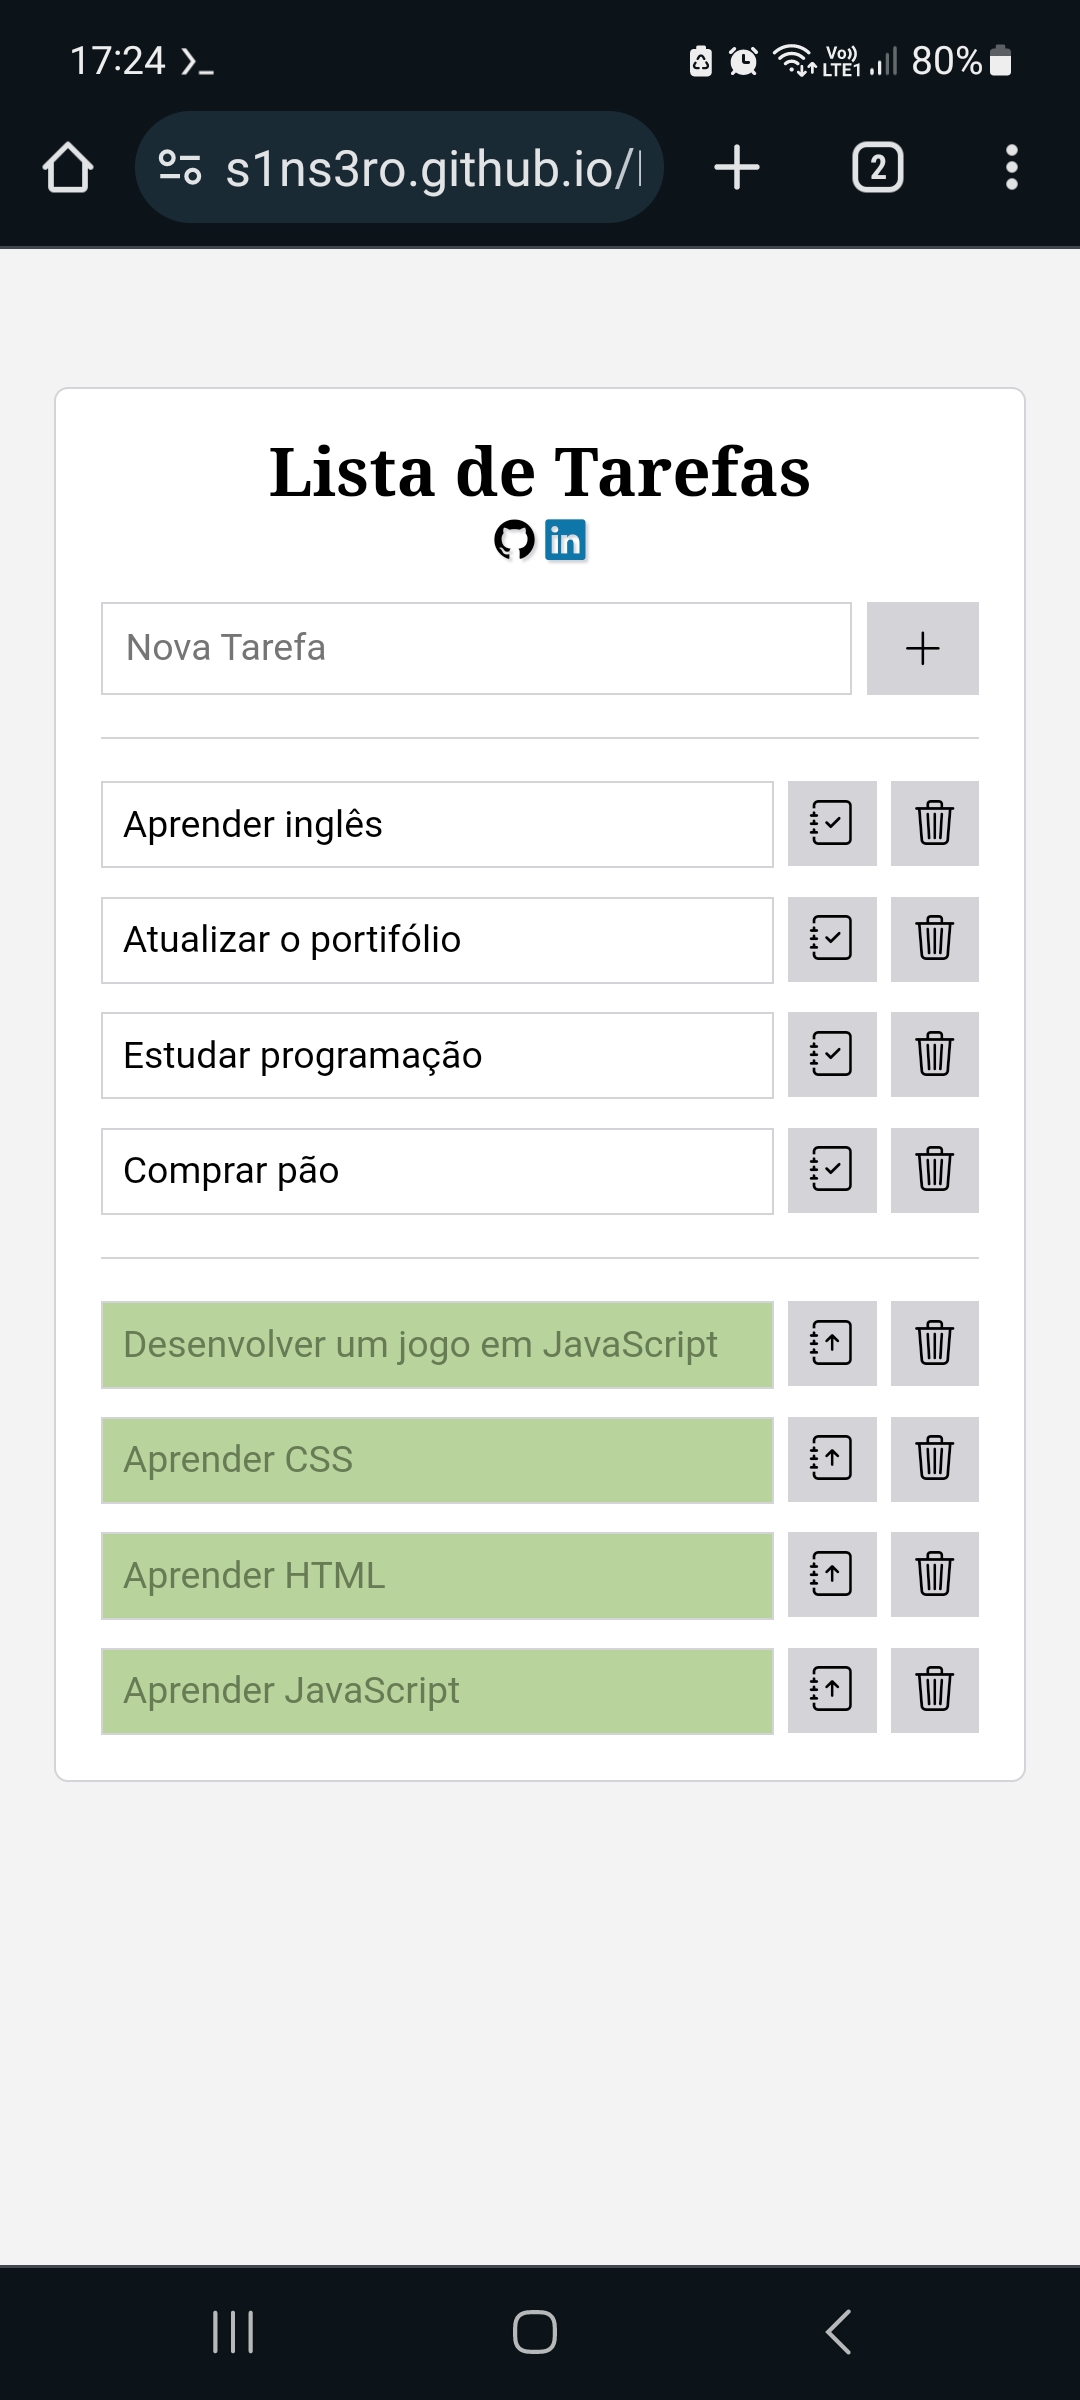 17:24
Vo))
LTE1
80%
s1ns3ro.github.io/
2
Lista de Tarefas
in
Nova Tarefa
Aprender inglês
Atualizar o portifólio
Estudar programação
Comprar pão
Desenvolver um jogo em JavaScript
Aprender CSS
Aprender HTML
Aprender JavaScript